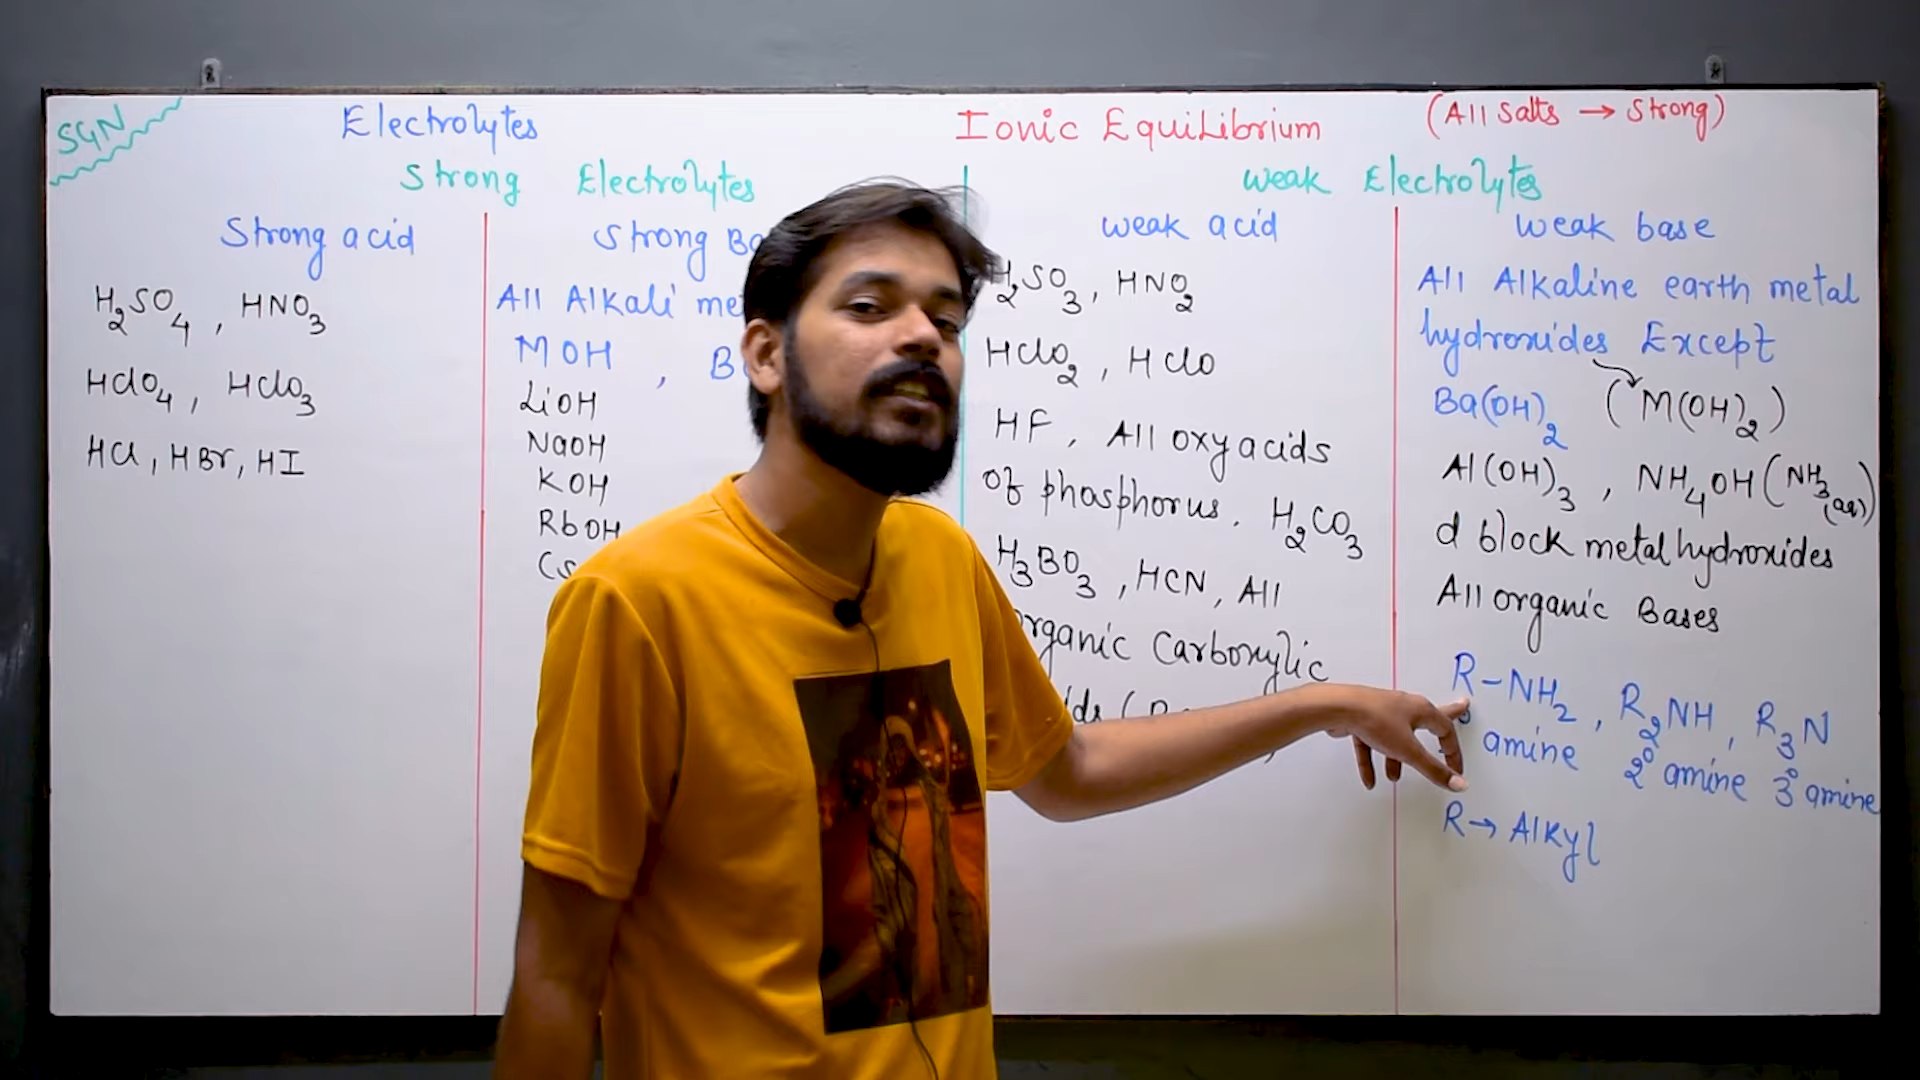 SGN
Electrolytes
Ionic Equilibrium
(All salts → Strong)
Strong Electrolytes
weak Electrolytes
Strong acid
H₂SO₄, HNO₃
HClO₄, HClO₃
HCl, HBr, HI
Strong
All Alkali
MOH,
LiOH
NaOH
KOH
RbOH
weak acid
H₂SO₃, HNO₂
HClO₂, HClO
HF, All oxyacids
of phosphorus. H₂CO₃
H₃BO₃, HCN, All
Carboxylic
Weak base
All Alkaline earth metal
hydroxides Except
Ba(OH)₂ (M(OH)₂)
Al(OH)₃, NH₄OH(NH₃(aq))
d block metal hydroxides
All organic Bases
R-NH₂, R₂NH, R₃N
amine 2° amine 3° amine
R→ Alkyl